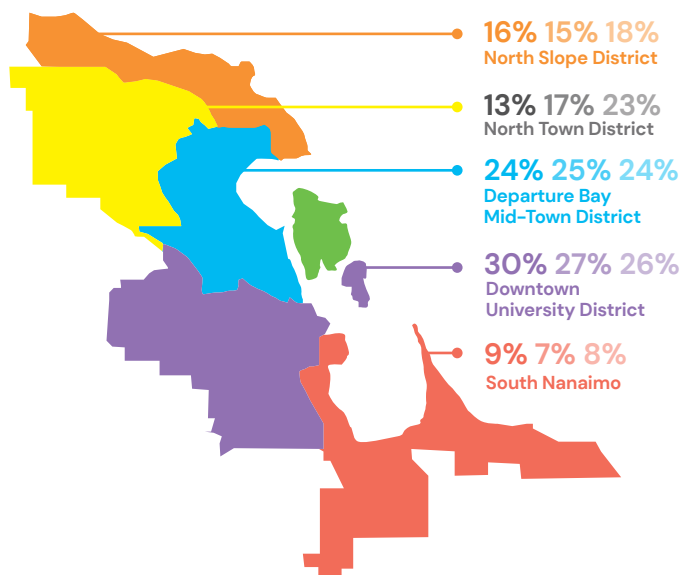 16% 15% 18%
North Slope District
13% 17% 23%
North Town District
24% 25% 24%
Departure Bay
Mid-Town District
30% 27% 26%
Downtown
University District
9% 7% 8%
South Nanaimo